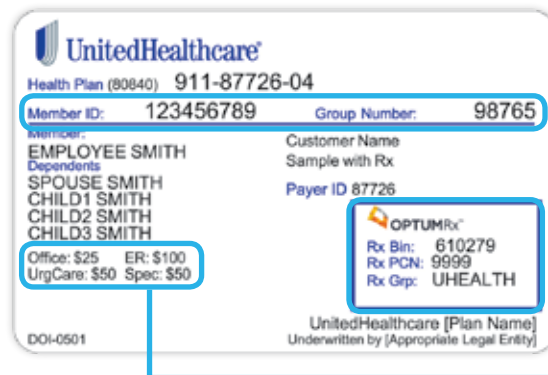 UnitedHealthcare®
Health Plan (80840) 911-87726-04
Member ID: 123456789 Group Number: 98765
Member:
EMPLOYEE SMITH
Dependents
SPOUSE SMITH
CHILD1 SMITH
CHILD2 SMITH
CHILD3 SMITH
Office: $25 ER: $100
UrgCare: $50 Spec: $50
Customer Name
Sample with Rx
Payer ID 87726
OPTUMRx™
Rx Bin: 610279
Rx PCN: 9999
Rx Grp: UHEALTH
UnitedHealthcare [Plan Name]
DOI-0501 Underwritten by [Appropriate Legal Entity]